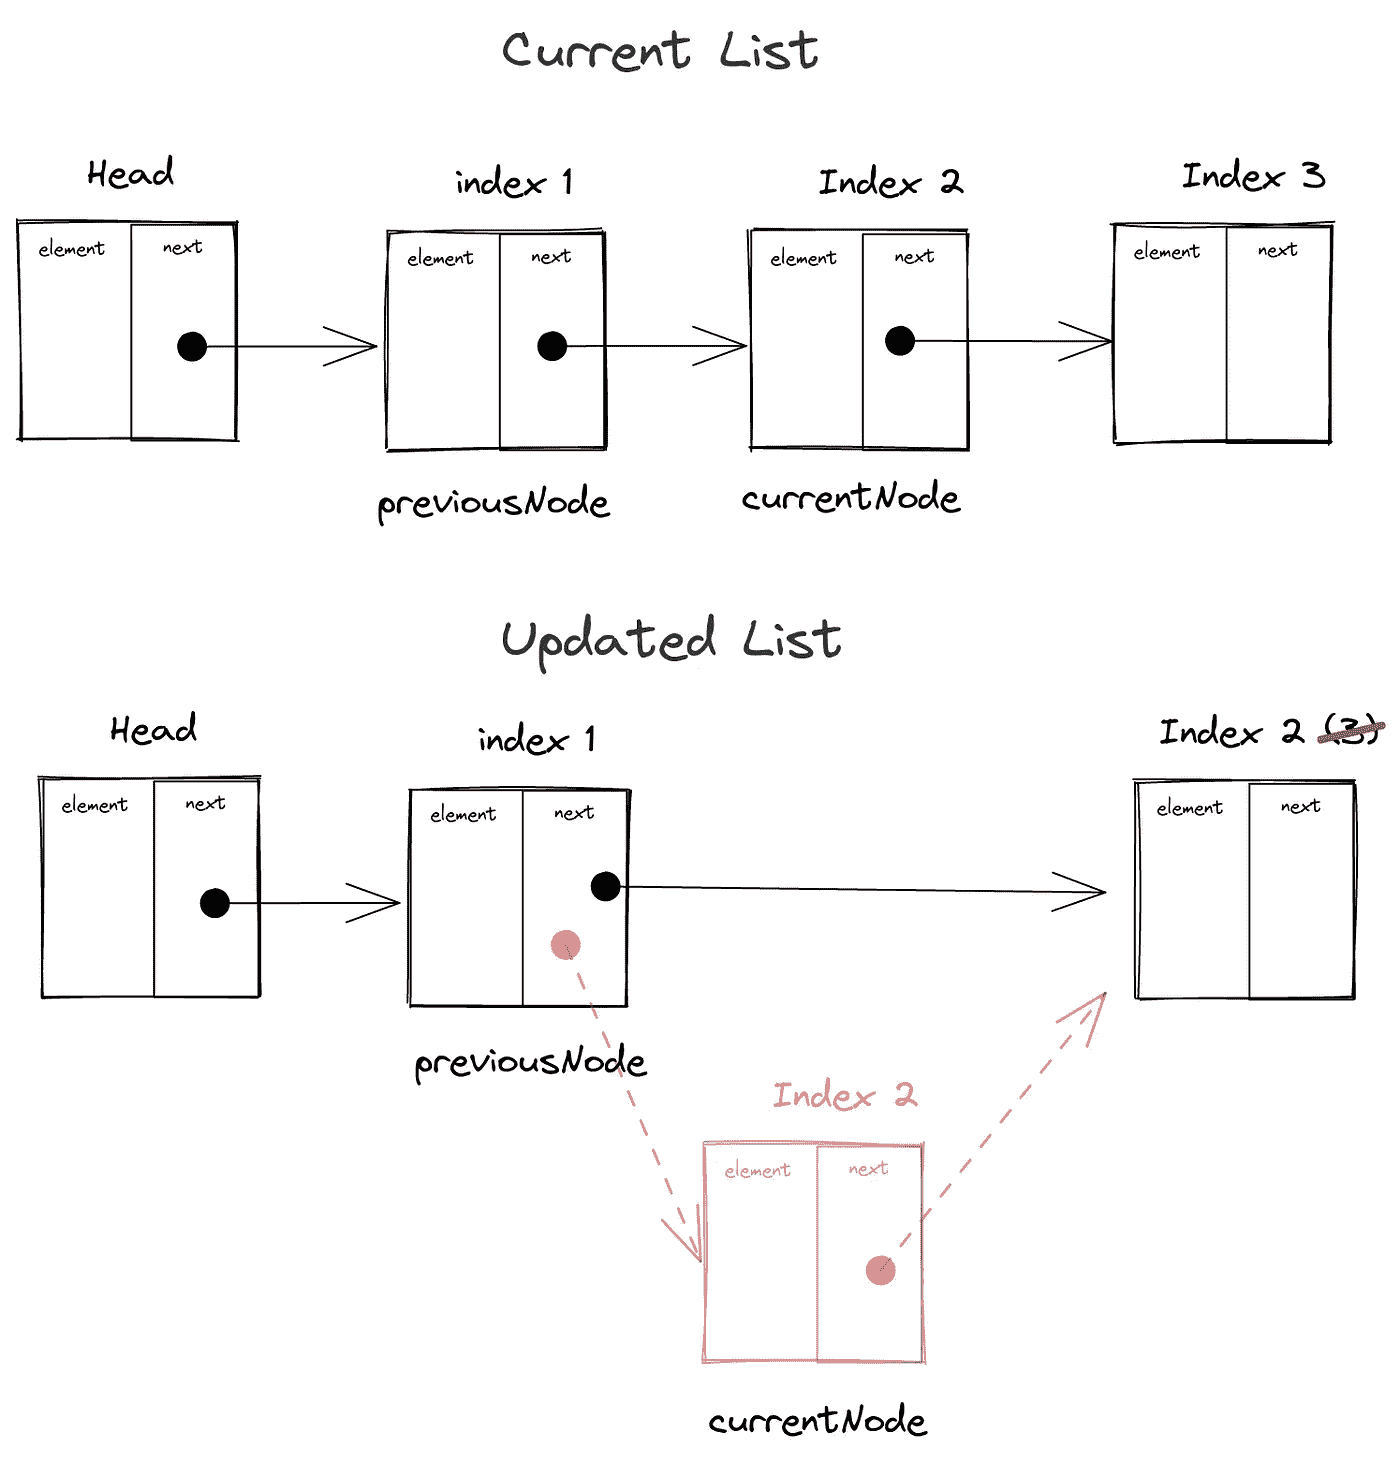 Current List
Head
index 1
Index 2
Index 3
element next
element next
element next
element next
previousNode
currentNode
Updated List
Head
index 1
Index 2 (3)
element next
element next
element next
previousNode
Index 2
element next
currentNode